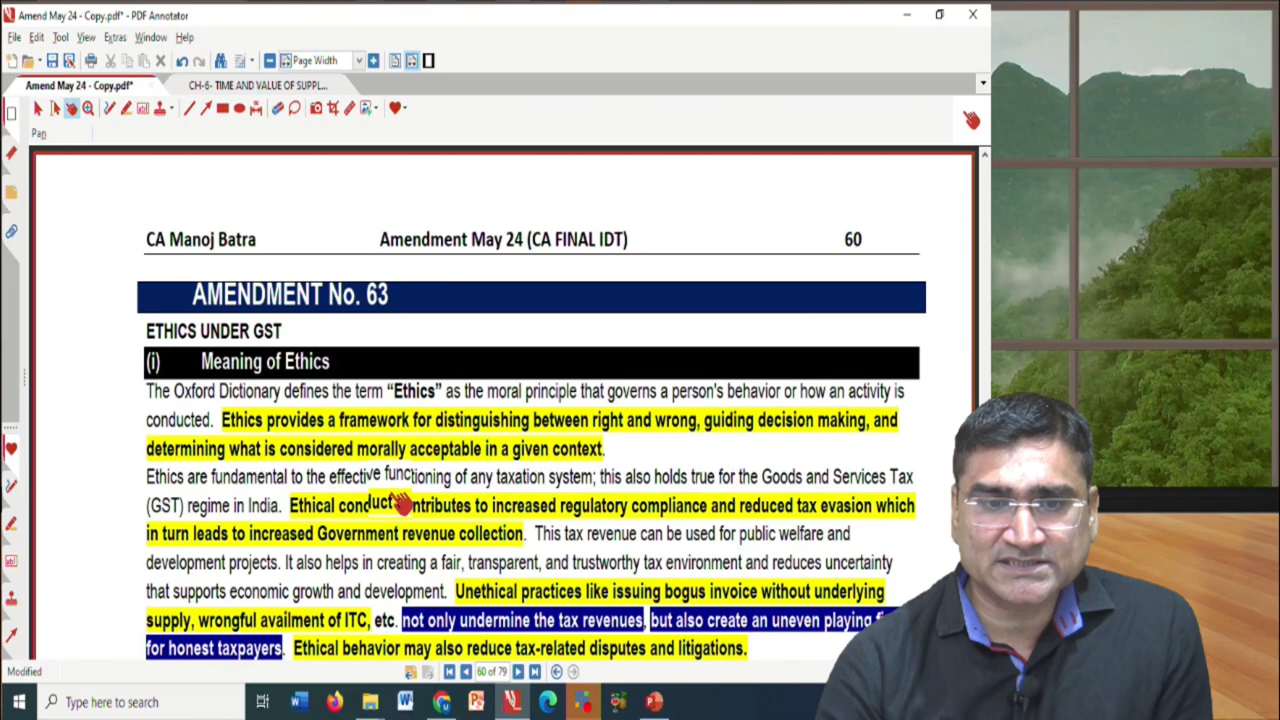 Amend May 24 - Copy.pdf* - PDF Annotator
File Edit Tool View Extras Window Help
Page Width
Amend May 24 - Copy.pdf* CH-6- TIME AND VALUE OF SUPPL...
Pan
CA Manoj Batra Amendment May 24 (CA FINAL IDT) 60
AMENDMENT No. 63
ETHICS UNDER GST
(i) Meaning of Ethics
The Oxford Dictionary defines the term “Ethics” as the moral principle that governs a person's behavior or how an activity is
conducted. Ethics provides a framework for distinguishing between right and wrong, guiding decision making, and
determining what is considered morally acceptable in a given context.
Ethics are fundamental to the effective functioning of any taxation system; this also holds true for the Goods and Services Tax
(GST) regime in India. Ethical conduct contributes to increased regulatory compliance and reduced tax evasion which
in turn leads to increased Government revenue collection. This tax revenue can be used for public welfare and
development projects. It also helps in creating a fair, transparent, and trustworthy tax environment and reduces uncertainty
that supports economic growth and development. Unethical practices like issuing bogus invoice without underlying
supply, wrongful availment of ITC, etc. not only undermine the tax revenues, but also create an uneven playing
for honest taxpayers. Ethical behavior may also reduce tax-related disputes and litigations.
Modified 60 of 79
Type here to search